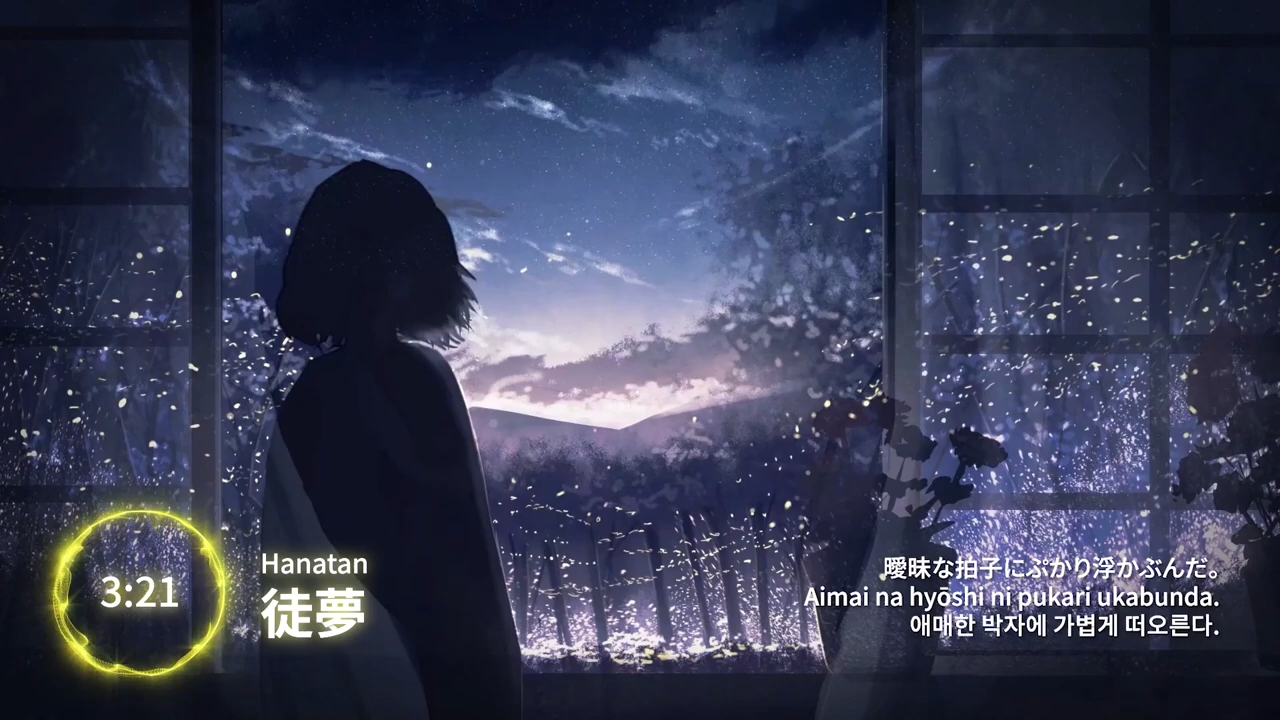 3:21
Hanatan
徒夢
曖昧な拍子にぷかり浮かぶんだ。
Aimai na hyōshi ni pukari ukabunda.
애매한 박자에 가볍게 떠오른다.